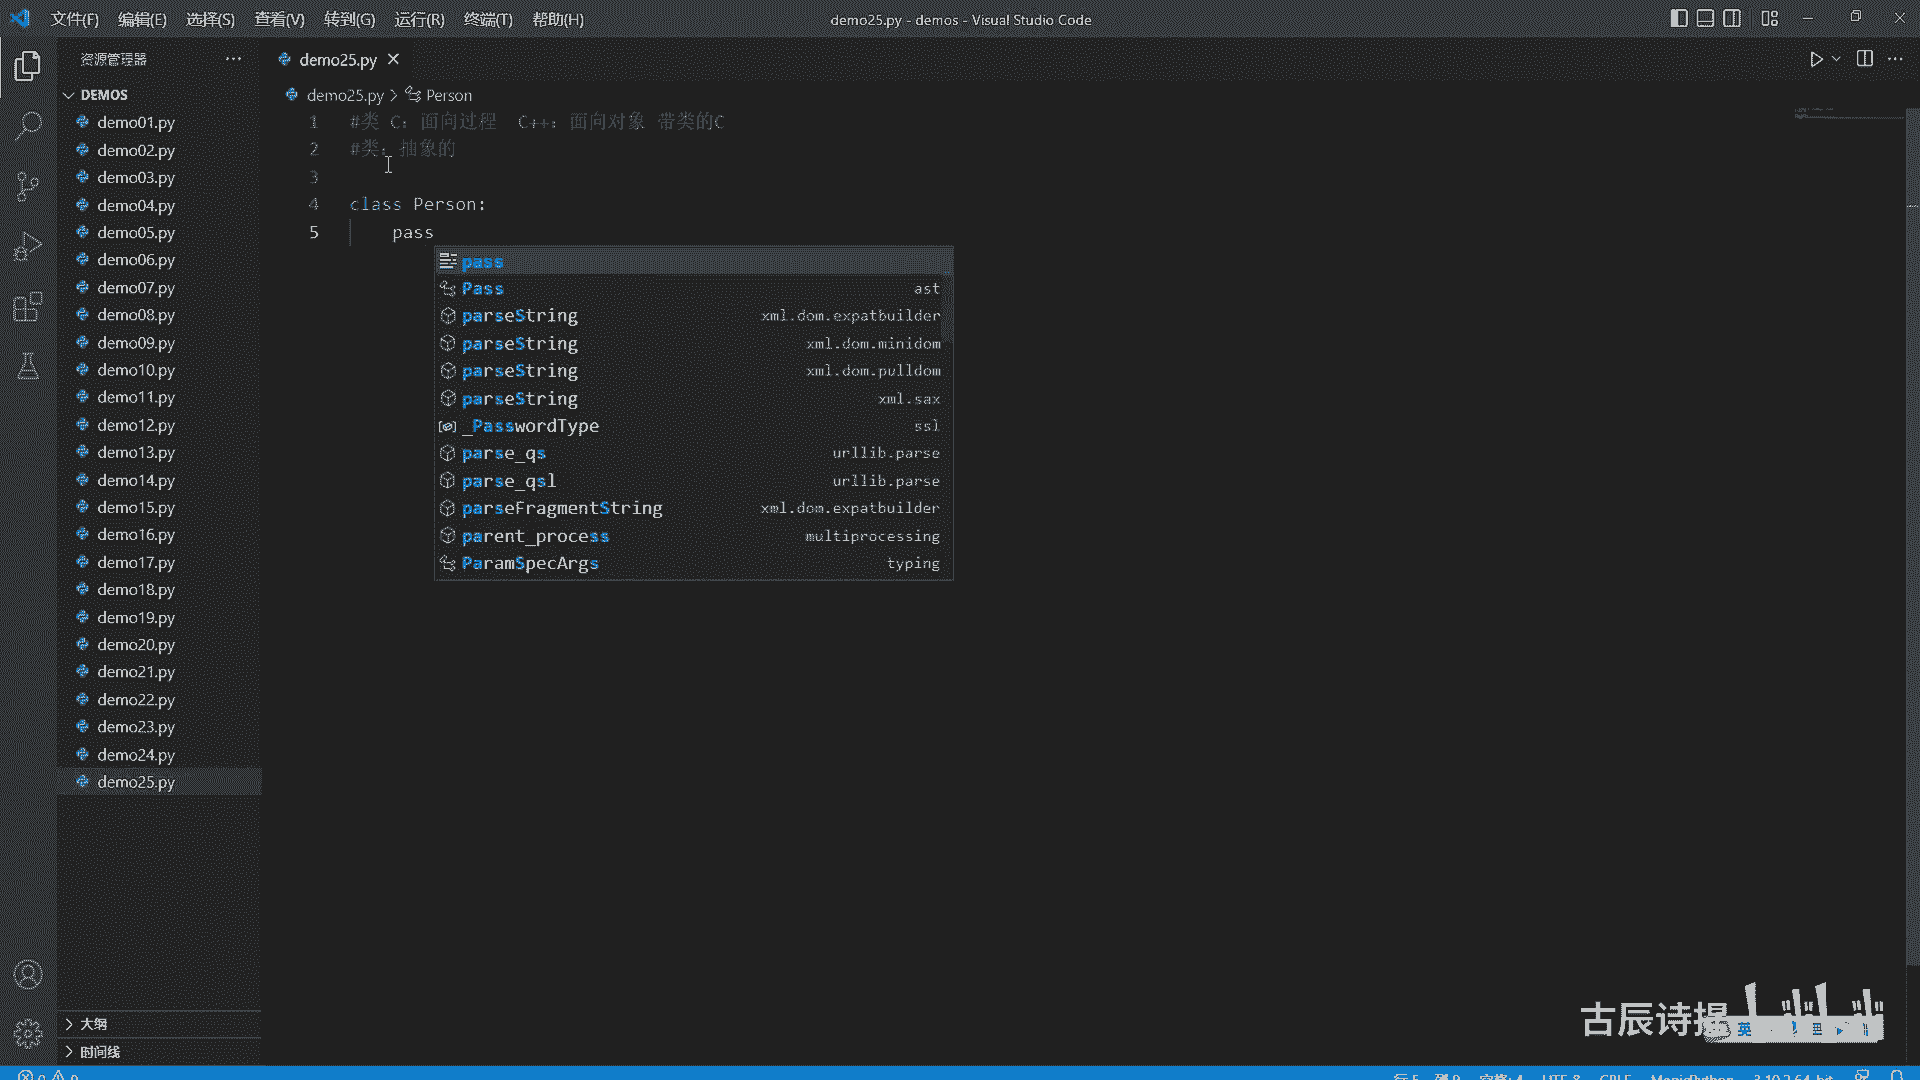 文件(F) 编辑(E) 选择(S) 查看(V) 转到(G) 运行(R) 终端(T) 帮助(H) demo25.py - demos - Visual Studio Code
资源管理器
demo25.py
DEMOS
demo25.py > Person
demo01.py
demo02.py
demo03.py
demo04.py
demo05.py
demo06.py
demo07.py
demo08.py
demo09.py
demo10.py
demo11.py
demo12.py
demo13.py
demo14.py
demo15.py
demo16.py
demo17.py
demo18.py
demo19.py
demo20.py
demo21.py
demo22.py
demo23.py
demo24.py
demo25.py
大纲
时间线
1 #类 C: 面向过程 C++: 面向对象 带类的C
2 #类: 抽象的
3
4 class Person:
5 pass
pass
Pass ast
parseString xml.dom.expatbuilder
parseString xml.dom.minidom
parseString xml.dom.pulldom
parseString xml.sax
_PasswordType ssl
parse_qs urllib.parse
parse_qsl urllib.parse
parseFragmentString xml.dom.expatbuilder
parent_process multiprocessing
ParamSpecArgs typing
古辰诗提
英
行 5 空格: 4 UTF-8 CRLF MagicPython 3.10.2 64-bit